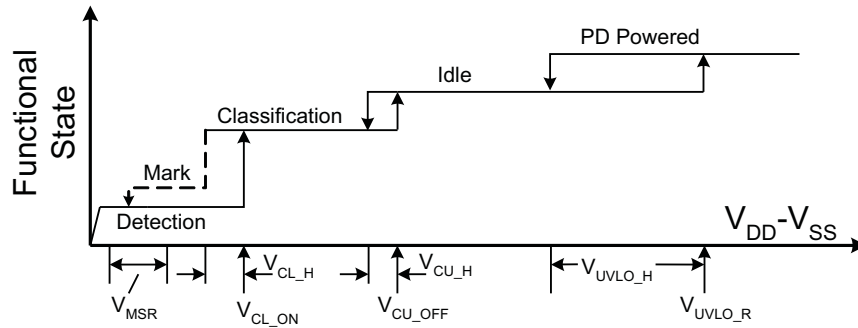 Functional
State
PD Powered
Idle
Classification
Mark
Detection
V_DD-V_SS
V_CL_H
V_CU_H
V_UVLO_H
V_MSR
V_CL_ON
V_CU_OFF
V_UVLO_R